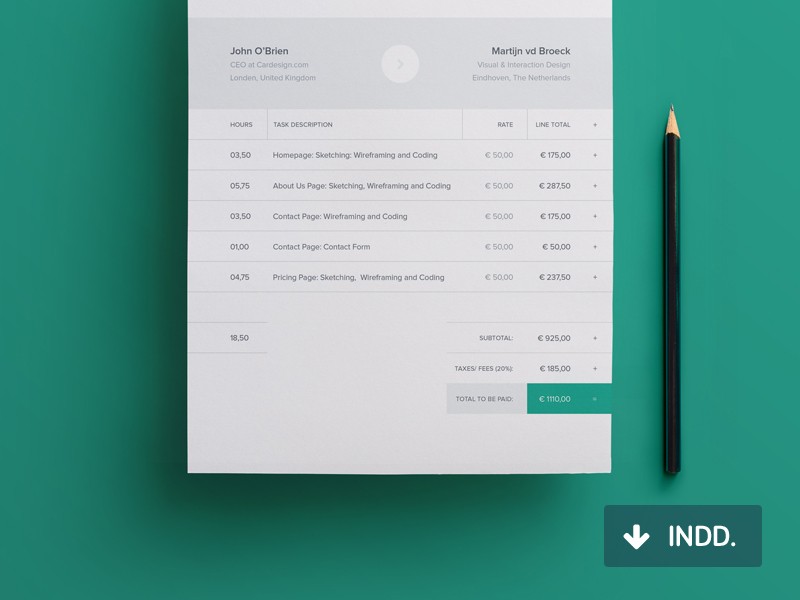 John O'Brien
CEO at Cardesign.com
Londen, United Kingdom
Martijn vd Broeck
Visual & Interaction Design
Eindhoven, The Netherlands
HOURS TASK DESCRIPTION RATE LINE TOTAL +
03,50 Homepage: Sketching: Wireframing and Coding € 50,00 € 175,00 +
05,75 About Us Page: Sketching, Wireframing and Coding € 50,00 € 287,50 +
03,50 Contact Page: Wireframing and Coding € 50,00 € 175,00 +
01,00 Contact Page: Contact Form € 50,00 € 50,00 +
04,75 Pricing Page: Sketching, Wireframing and Coding € 50,00 € 237,50 +
18,50 SUBTOTAL: € 925,00 +
TAXES/ FEES (20%): € 185,00 +
TOTAL TO BE PAID: € 1110,00 +
INDD.